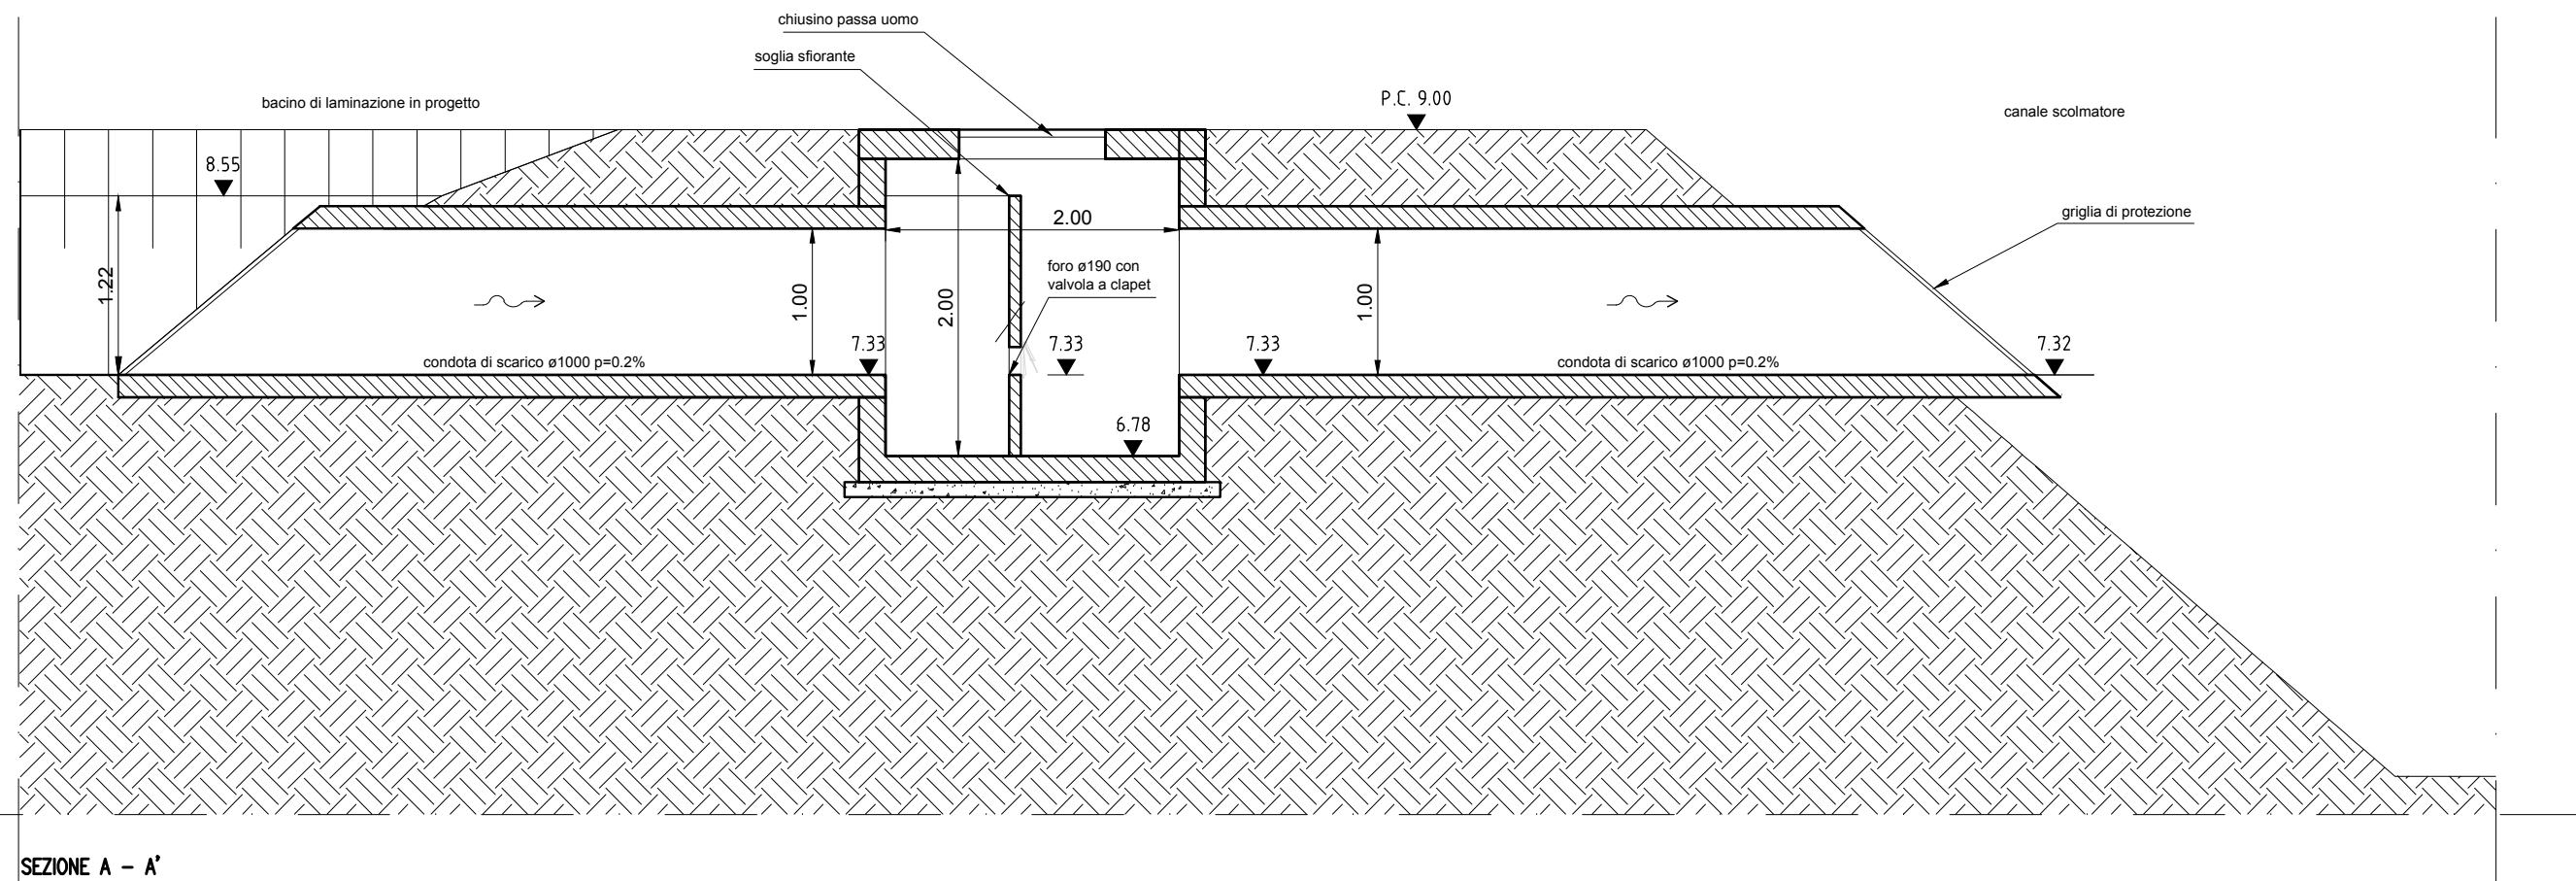 chiusino passa uomo
soglia sfiorante
bacino di laminazione in progetto
P.C. 9.00
canale scolmatore
8.55
griglia di protezione
2.00
foro ø190 con
valvola a clapet
1.22
1.00
2.00
1.00
7.33
7.33
7.33
7.32
condota di scarico ø1000 p=0.2%
condota di scarico ø1000 p=0.2%
6.78
SEZIONE A - A'